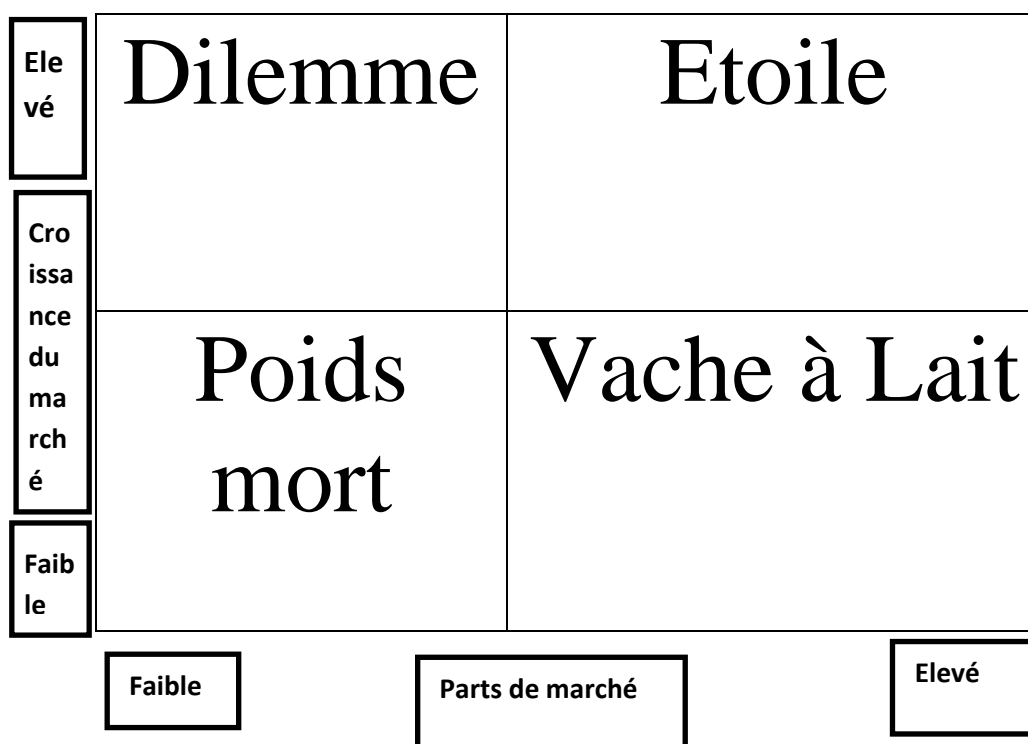 Ele
vé
Dilemme
Etoile
Cro
issa
nce
du
ma
rch
é
Poids
mort
Vache à Lait
Faib
le
Faible
Parts de marché
Elevé